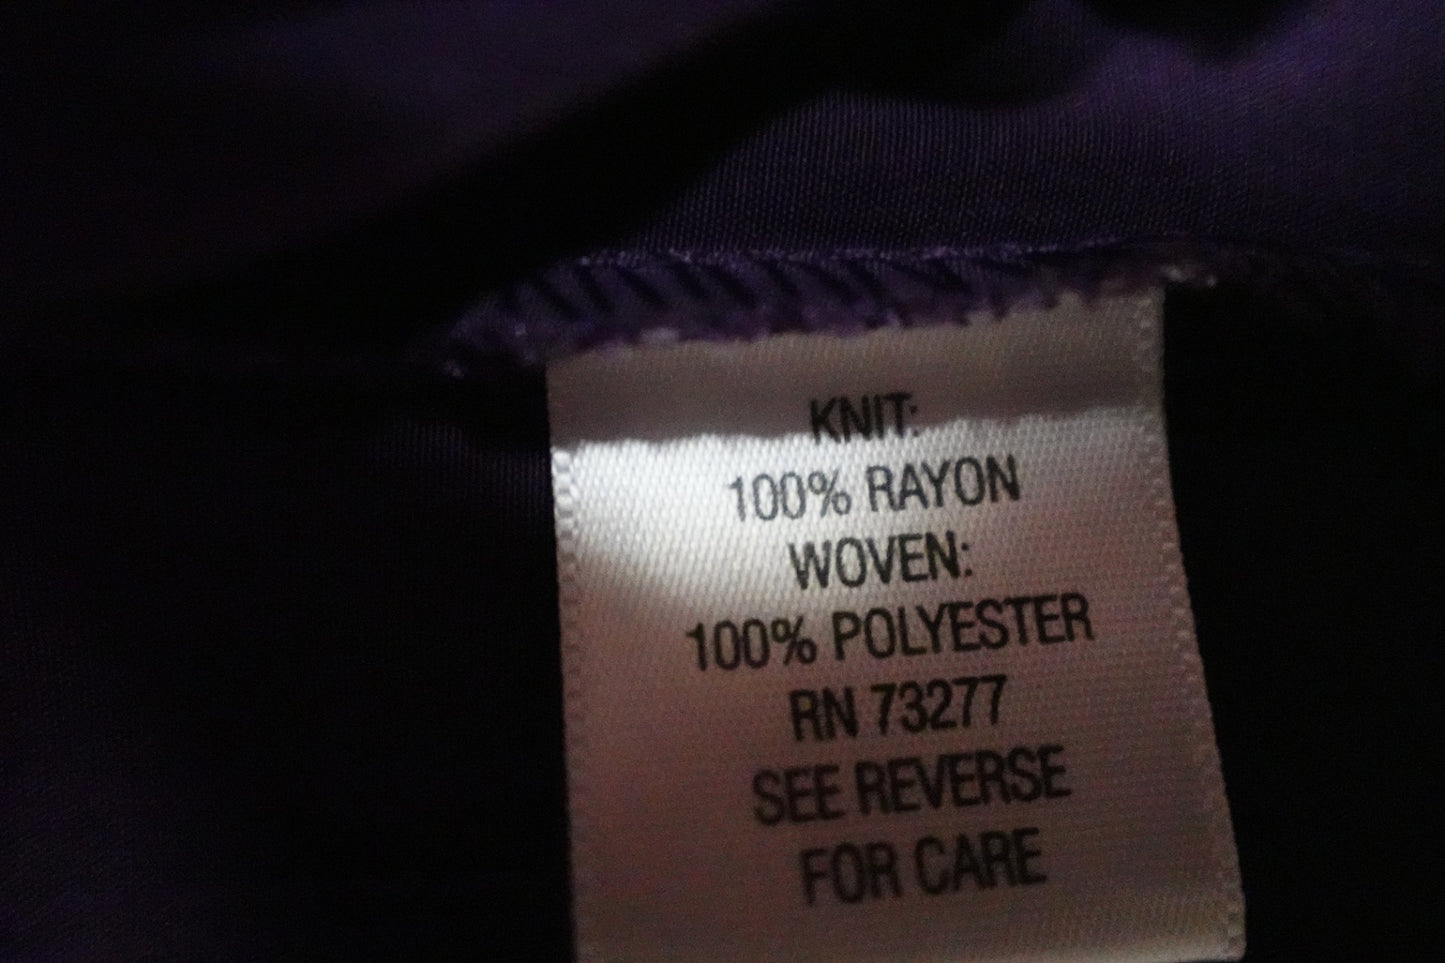 KNIT:
100% RAYON
WOVEN:
100% POLYESTER
RN 73277
SEE REVERSE
FOR CARE